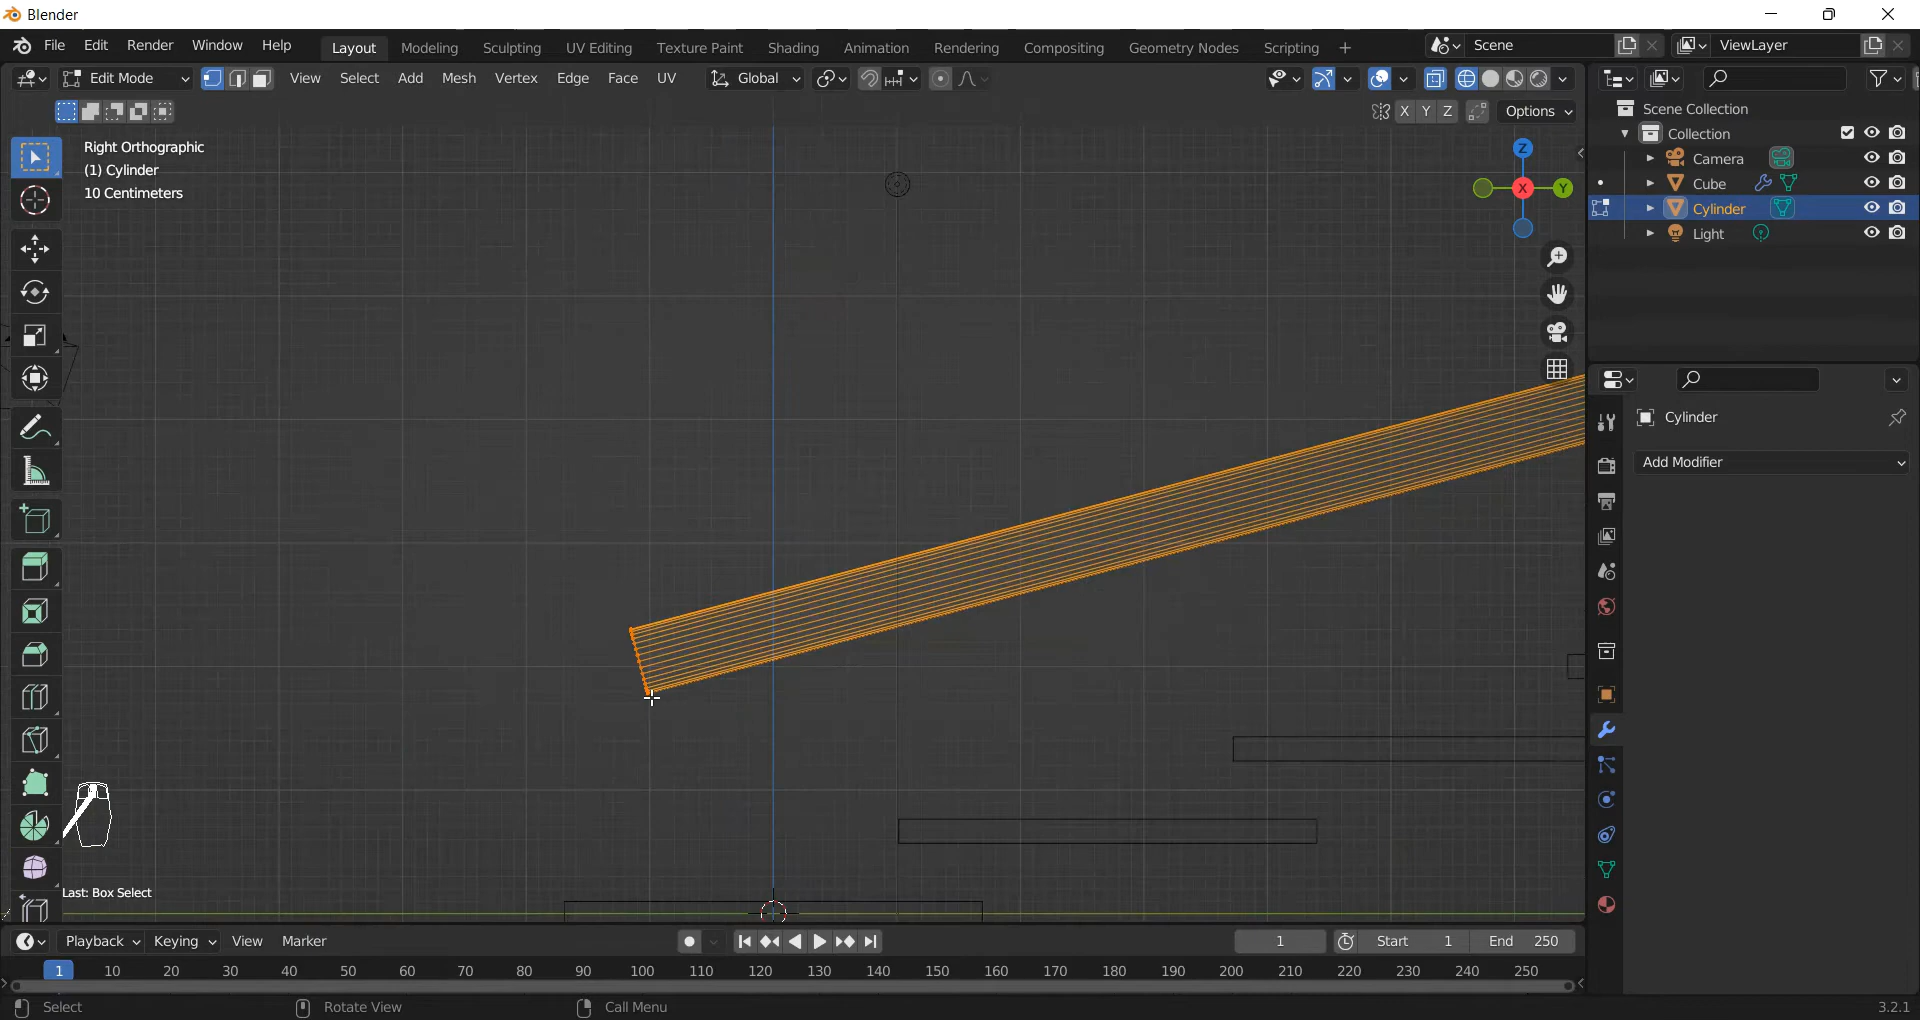 Blender
File Edit Render Window Help Layout Modeling Sculpting UV Editing Texture Paint Shading Animation Rendering Compositing Geometry Nodes Scripting + Scene ViewLayer
Edit Mode View Select Add Mesh Vertex Edge Face UV Global
X Y Z Options
Right Orthographic
(1) Cylinder
10 Centimeters
Z
X Y
Scene Collection
Collection
Camera
Cube
Cylinder
Light
Cylinder
Add Modifier
Last: Box Select
Playback Keying View Marker 1 Start 1 End 250
1 10 20 30 40 50 60 70 80 90 100 110 120 130 140 150 160 170 180 190 200 210 220 230 240 250
Select Rotate View Call Menu 3.2.1